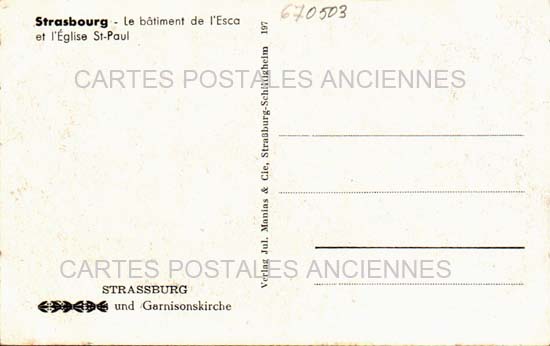 Strasbourg - Le bâtiment de l'Esca
et l'Église St-Paul
670503
CARTES POSTALES ANCIENNES
Verlag Jul. Manias & Cie, Straßburg-Schiltigheim 197
CARTES POSTALES ANCIENNES
STRASSBURG
und Garnisonskirche